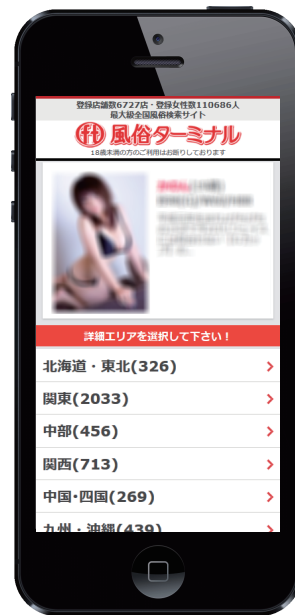 登録店舗数6727店・登録女性数110686人
最大級全国風俗検索サイト
ft 風俗ターミナル
18歳未満の方のご利用はお断りしております
詳細エリアを選択して下さい！
北海道・東北(326)
関東(2033)
中部(456)
関西(713)
中国・四国(269)
九州・沖縄(439)